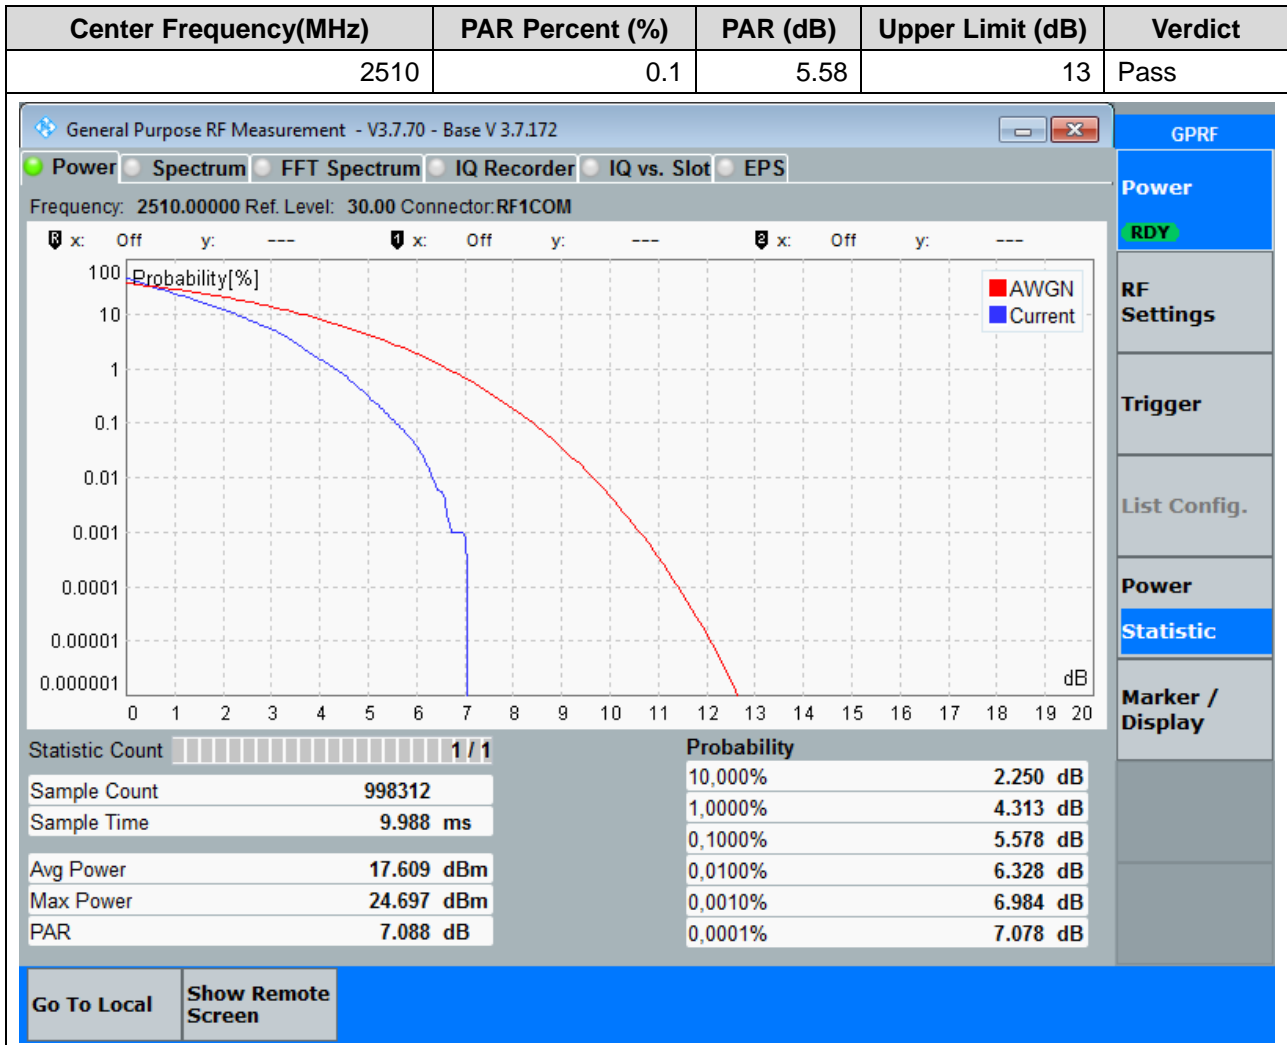 Center Frequency(MHz) PAR Percent (%) PAR (dB) Upper Limit (dB) Verdict
2510 0.1 5.58 13 Pass
General Purpose RF Measurement - V3.7.70 - Base V 3.7.172
GPRF
Power Spectrum FFT Spectrum IQ Recorder IQ vs. Slot EPS
Frequency: 2510.00000 Ref. Level: 30.00 Connector:RF1COM
R x: Off y: --- 1 x: Off y: --- 2 x: Off y: ---
Probability[%]
AWGN
Current
100
10
1
0.1
0.01
0.001
0.0001
0.00001
0.000001
dB
0 1 2 3 4 5 6 7 8 9 10 11 12 13 14 15 16 17 18 19 20
Statistic Count 1 / 1
Sample Count 998312
Sample Time 9.988 ms
Avg Power 17.609 dBm
Max Power 24.697 dBm
PAR 7.088 dB
Probability
10,000% 2.250 dB
1,0000% 4.313 dB
0,1000% 5.578 dB
0,0100% 6.328 dB
0,0010% 6.984 dB
0,0001% 7.078 dB
Power
RDY
RF
Settings
Trigger
List Config.
Power
Statistic
Marker /
Display
Go To Local
Show Remote
Screen